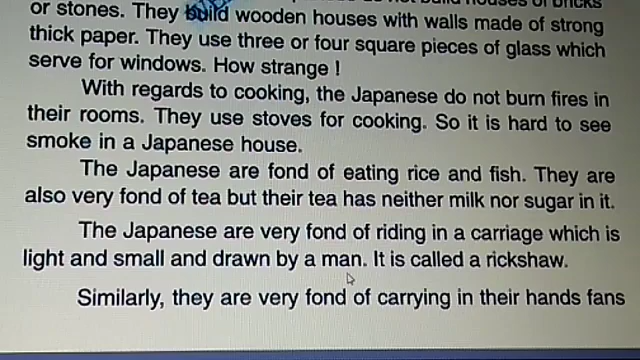 or stones. They build wooden houses with walls made of strong
thick paper. They use three or four square pieces of glass which
serve for windows. How strange !
With regards to cooking, the Japanese do not burn fires in
their rooms. They use stoves for cooking. So it is hard to see
smoke in a Japanese house.
The Japanese are fond of eating rice and fish. They are
also very fond of tea but their tea has neither milk nor sugar in it.
The Japanese are very fond of riding in a carriage which is
light and small and drawn by a man. It is called a rickshaw.
Similarly, they are very fond of carrying in their hands fans